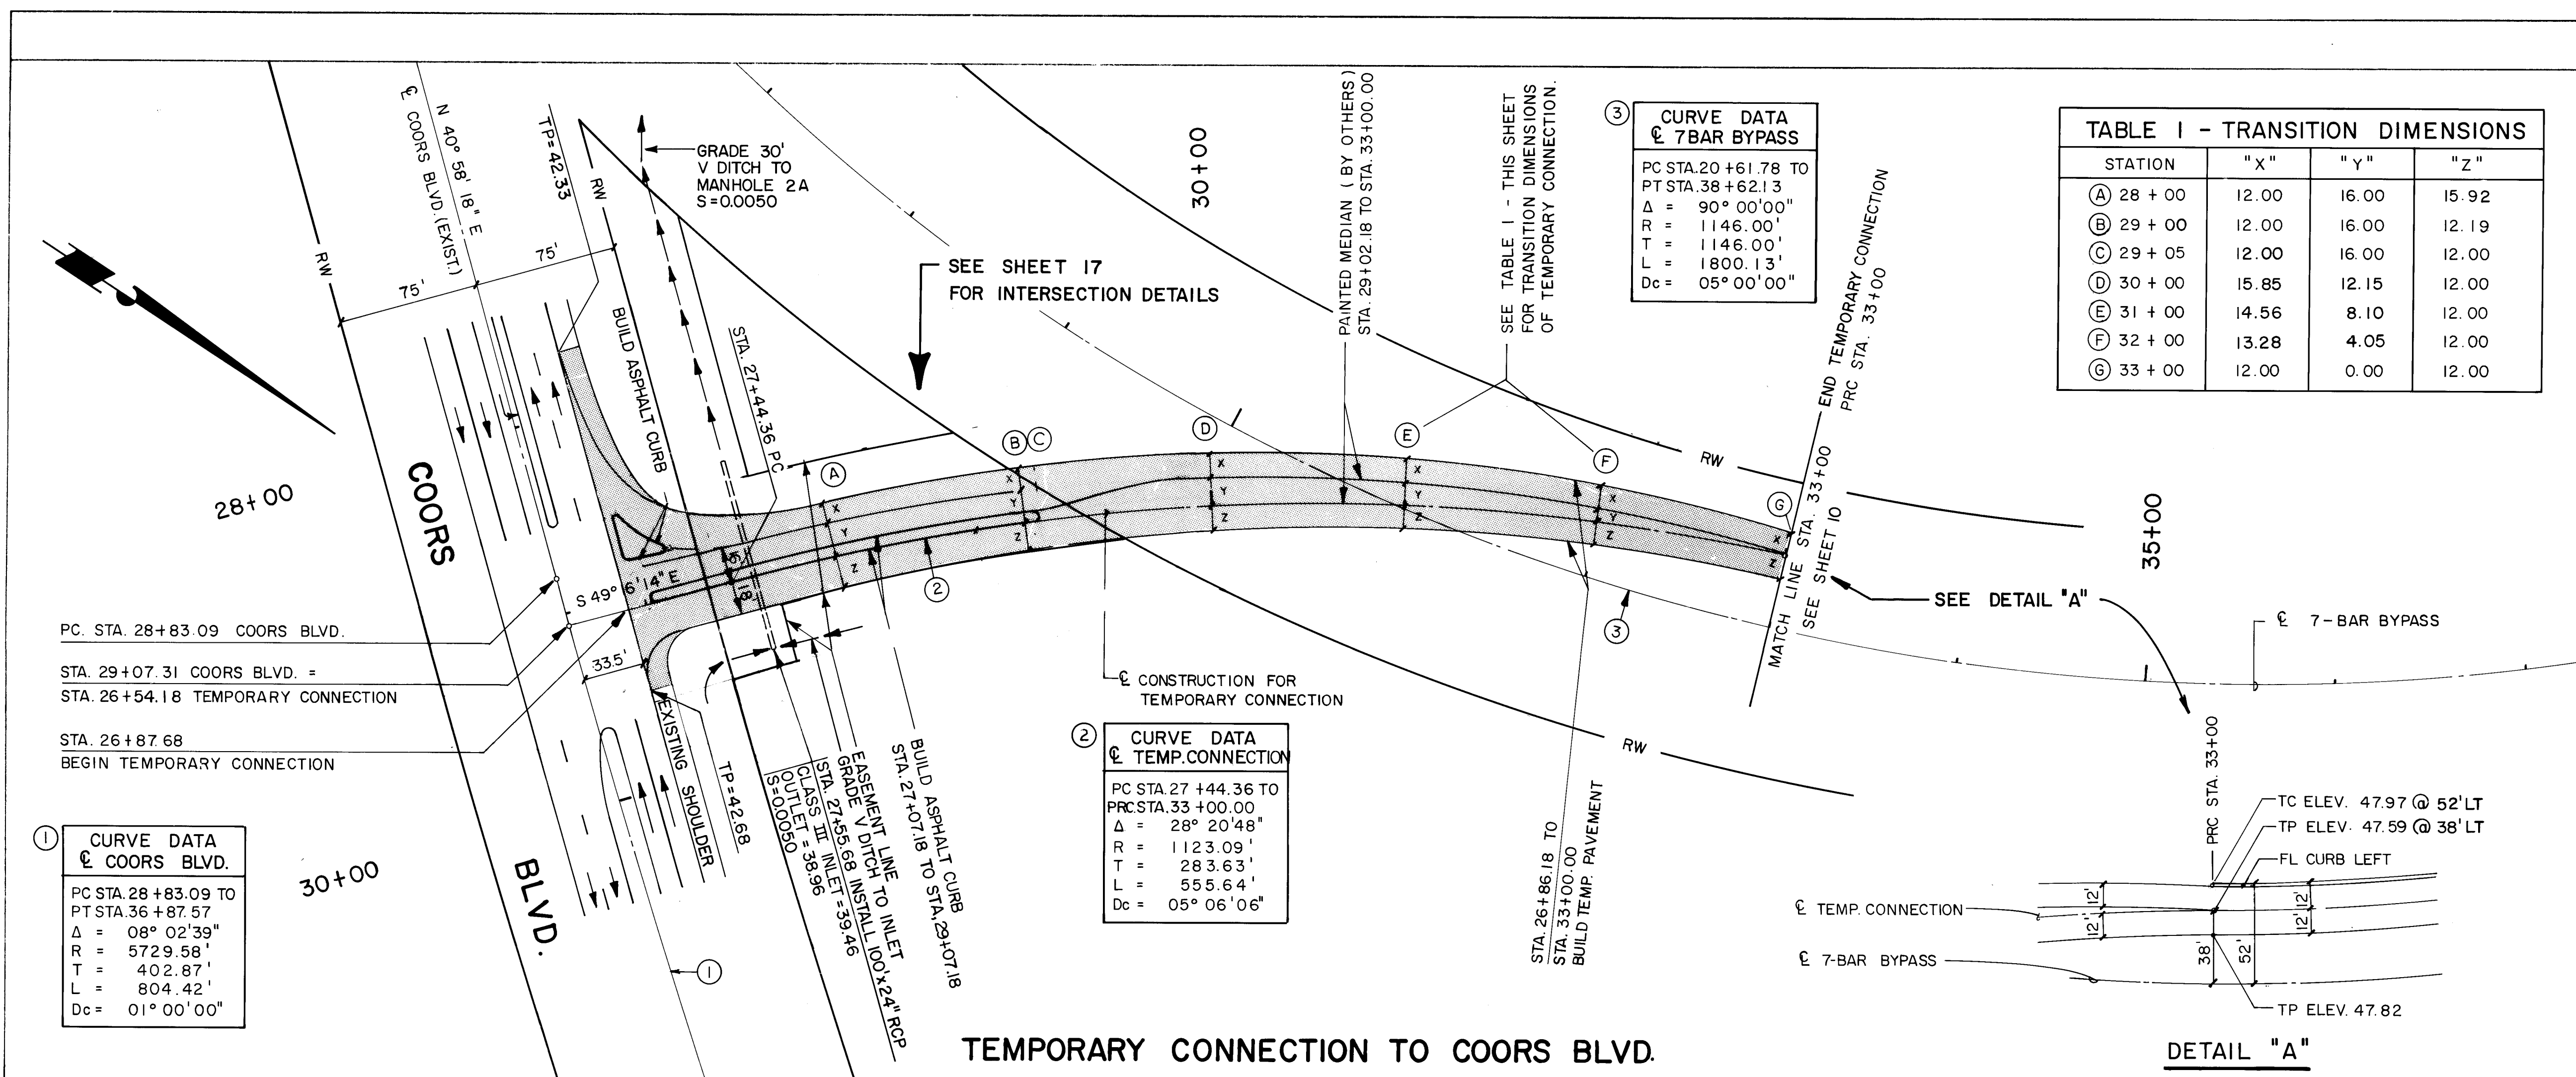 N 40° 58' 18" E
℄ COORS BLVD.(EXIST.)
TP=42.33
RW
RW
75'
75'
GRADE 30'
V DITCH TO
MANHOLE 2A
S=0.0050
BUILD ASPHALT CURB
STA. 27+44.36 PC
SEE SHEET 17
FOR INTERSECTION DETAILS
30+00
PAINTED MEDIAN ( BY OTHERS)
STA. 29+02.18 TO STA. 33+00.00
SEE TABLE 1 - THIS SHEET
FOR TRANSITION DIMENSIONS
OF TEMPORARY CONNECTION.
3
CURVE DATA
℄ 7BAR BYPASS
PC STA.20+61.78 TO
PT STA.38+62.13
Δ = 90° 00'00"
R = 1146.00'
T = 1146.00'
L = 1800.13'
Dc = 05° 00'00"
END TEMPORARY CONNECTION
PRC STA. 33+00
TABLE 1 - TRANSITION DIMENSIONS
STATION "X" "Y" "Z"
A 28 + 00 12.00 16.00 15.92
B 29 + 00 12.00 16.00 12.19
C 29 + 05 12.00 16.00 12.00
D 30 + 00 15.85 12.15 12.00
E 31 + 00 14.56 8.10 12.00
F 32 + 00 13.28 4.05 12.00
G 33 + 00 12.00 0.00 12.00
28+00
COORS
A
B
C
D
E
F
G
X
Y
Z
X
Y
Z
X
Y
Z
X
Y
Z
X
Y
Z
X
Z
RW
MATCH LINE STA. 33+00
SEE SHEET 10
35+00
SEE DETAIL "A"
℄ 7-BAR BYPASS
S 49° 6'14" E
18'
2
3
33.5'
PC. STA. 28+83.09 COORS BLVD.
STA. 29+07.31 COORS BLVD. =
STA. 26+54.18 TEMPORARY CONNECTION
STA. 26+87.68
BEGIN TEMPORARY CONNECTION
℄ CONSTRUCTION FOR
TEMPORARY CONNECTION
RW
EXISTING SHOULDER
TP=42.68
BUILD ASPHALT CURB
STA.27+07.18 TO STA,29+07.18
EASEMENT LINE
GRADE V DITCH TO INLET
STA. 27+55.68 INSTALL 100'x24" RCP
CLASS III INLET=39.46
OUTLET = 38.96
S=0.0050
2
CURVE DATA
℄ TEMP.CONNECTION
PC STA.27 +44.36 TO
PRC.STA.33 +00.00
Δ = 28° 20'48"
R = 1123.09'
T = 283.63'
L = 555.64'
Dc = 05° 06'06"
STA.26+86.18 TO
STA.33+00.00
BUILD TEMP. PAVEMENT
1
CURVE DATA
℄ COORS BLVD.
PC STA.28+83.09 TO
PT STA.36+87.57
Δ = 08° 02'39"
R = 5729.58'
T = 402.87'
L = 804.42'
Dc = 01° 00'00"
30+00
BLVD.
1
PRC STA. 33+00
TC ELEV. 47.97 @ 52'LT
TP ELEV. 47.59 @ 38'LT
FL CURB LEFT
℄ TEMP. CONNECTION
12'
12'
12'
12'
38'
52'
℄ 7-BAR BYPASS
TP ELEV. 47.82
TEMPORARY CONNECTION TO COORS BLVD.
DETAIL "A"